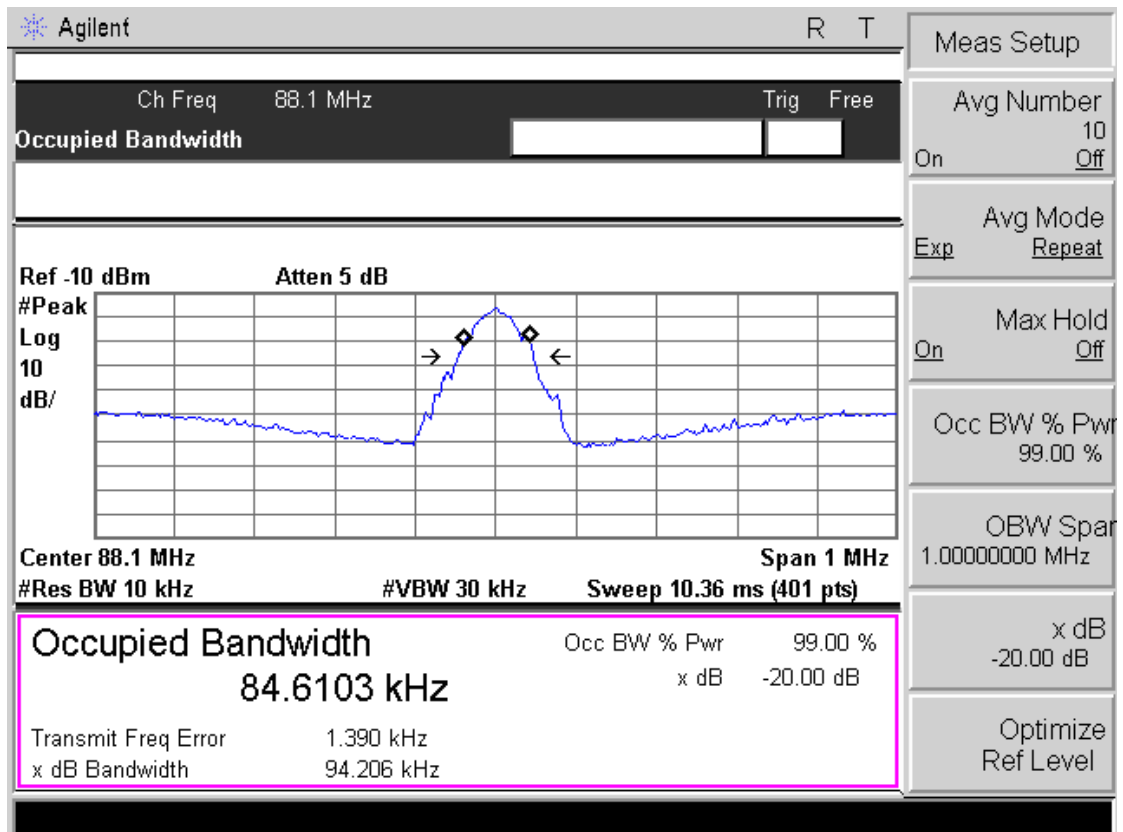 Agilent R T
Ch Freq 88.1 MHz Trig Free
Occupied Bandwidth
Ref -10 dBm Atten 5 dB
#Peak
Log
10
dB/
Center 88.1 MHz Span 1 MHz
#Res BW 10 kHz #VBW 30 kHz Sweep 10.36 ms (401 pts)
Occupied Bandwidth
84.6103 kHz
Occ BW % Pwr 99.00 %
x dB -20.00 dB
Transmit Freq Error 1.390 kHz
x dB Bandwidth 94.206 kHz
Meas Setup
Avg Number
10
On Off
Avg Mode
Exp Repeat
Max Hold
On Off
Occ BW % Pwr
99.00 %
OBW Span
1.00000000 MHz
x dB
-20.00 dB
Optimize
Ref Level